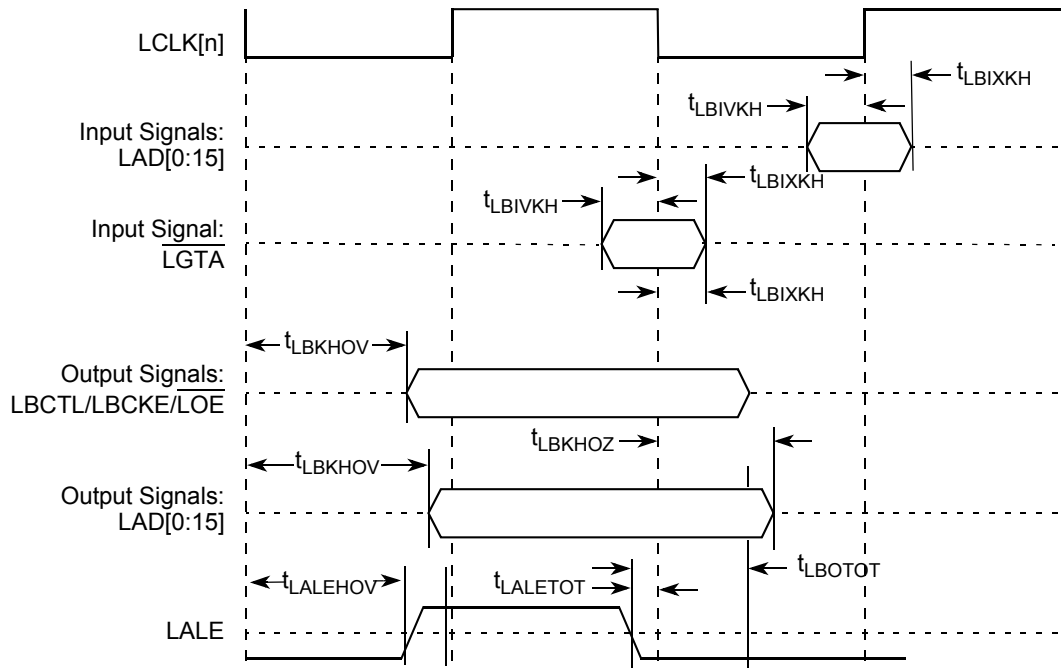 LCLK[n]
tLBIXKH
tLBIVKH
Input Signals:
LAD[0:15]
tLBIXKH
tLBIVKH
Input Signal:
LGTA
tLBIXKH
tLBKHOV
Output Signals:
LBCTL/LBCKE/LOE
tLBKHOZ
tLBKHOV
Output Signals:
LAD[0:15]
tLBOTOT
tLALEHOV
tLALETOT
LALE